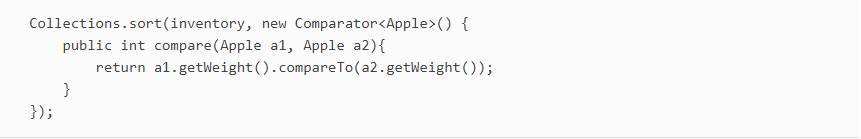 Collections.sort(inventory, new Comparator<Apple>() {
    public int compare(Apple a1, Apple a2){
        return a1.getWeight().compareTo(a2.getWeight());
    }
});